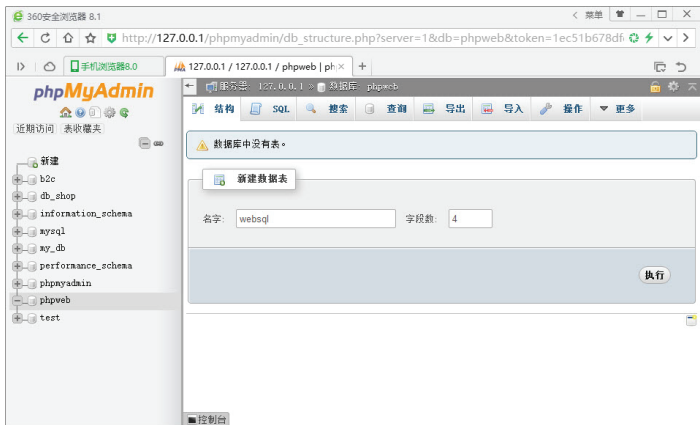 360安全浏览器 8.1
菜单
http://127.0.0.1/phpmyadmin/db_structure.php?server=1&db=phpweb&token=1ec51b678df
手机浏览器8.0
127.0.0.1 / 127.0.0.1 / phpweb | ph
phpMyAdmin
服务器: 127.0.0.1 » 数据库: phpweb
结构 SQL 搜索 查询 导出 导入 操作 更多
近期访问 表收藏夹
数据库中没有表。
新建
b2c
db_shop
information_schema
mysql
my_db
performance_schema
phpmyadmin
phpweb
test
新建数据表
名字: websql 字段数: 4
执行
控制台